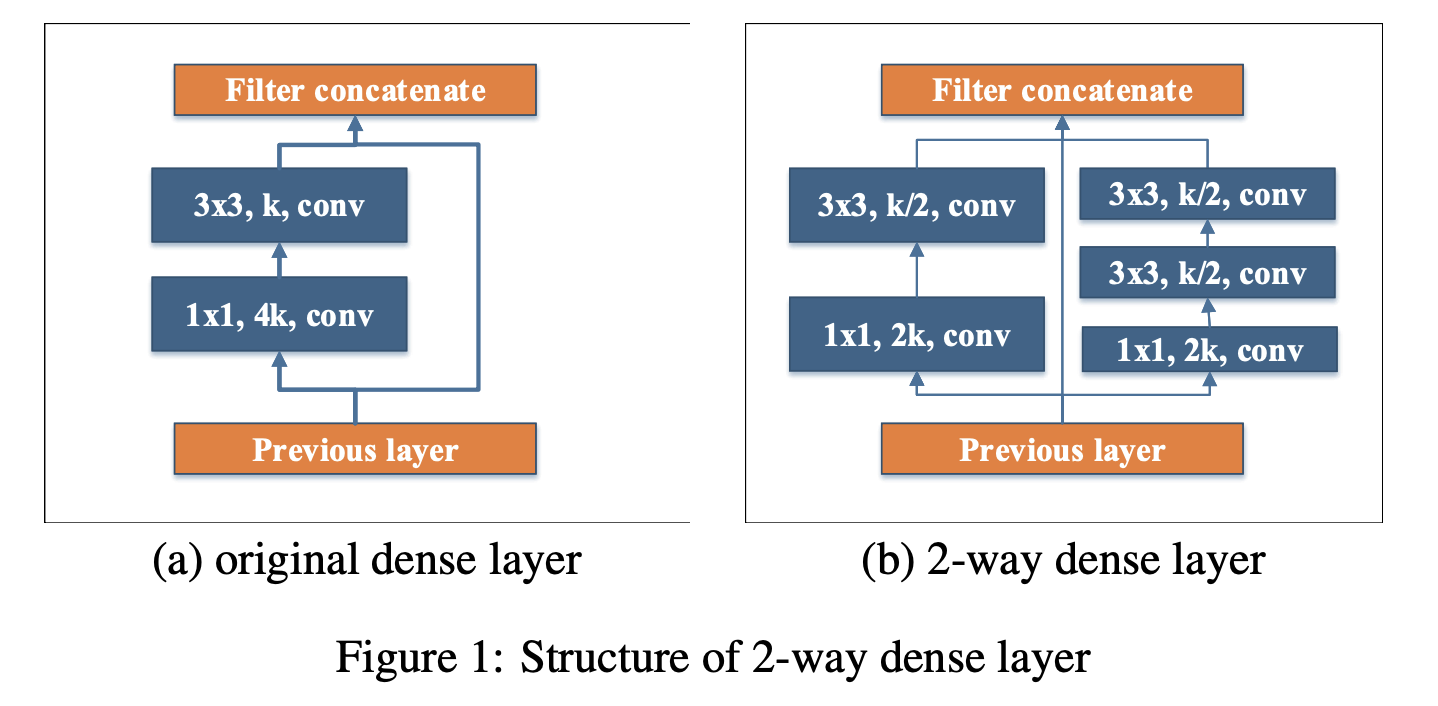 Filter concatenate
3x3, k, conv
1x1, 4k, conv
Previous layer
(a) original dense layer
Filter concatenate
3x3, k/2, conv
1x1, 2k, conv
3x3, k/2, conv
3x3, k/2, conv
1x1, 2k, conv
Previous layer
(b) 2-way dense layer
Figure 1: Structure of 2-way dense layer